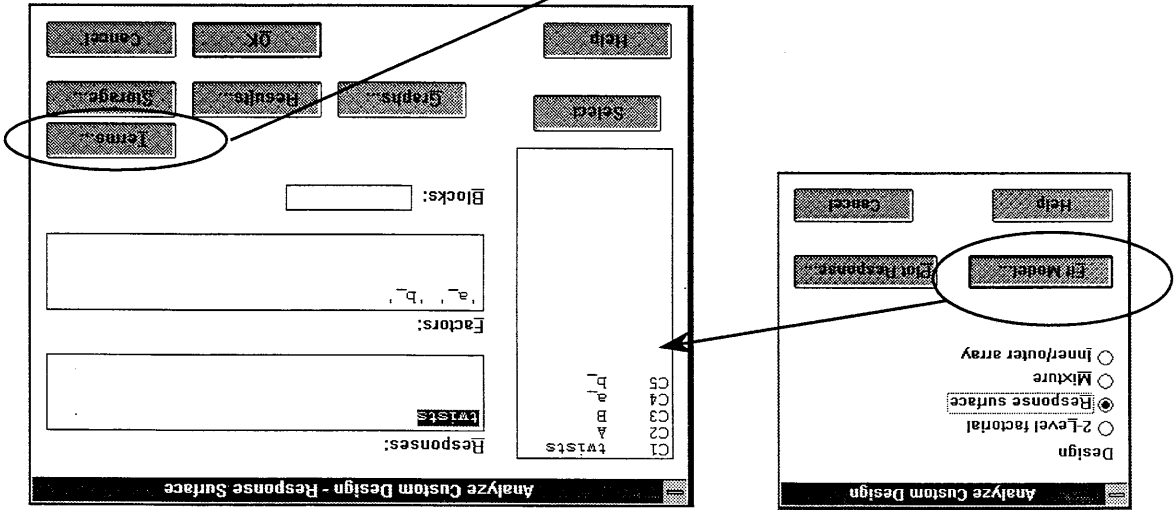 Analyze Custom Design
Design
2-Level factorial
Response surface
Mixture
Inner/outer array
Fit Model... Plot Response...
Help Cancel
Analyze Custom Design - Response Surface
C1 twists
C2 A
C3 B
C4 a_
C5 b_
Responses:
twists
Factors:
'a_' 'b_'
Blocks:
Terms...
Select
Graphs... Results... Storage...
Help OK Cancel